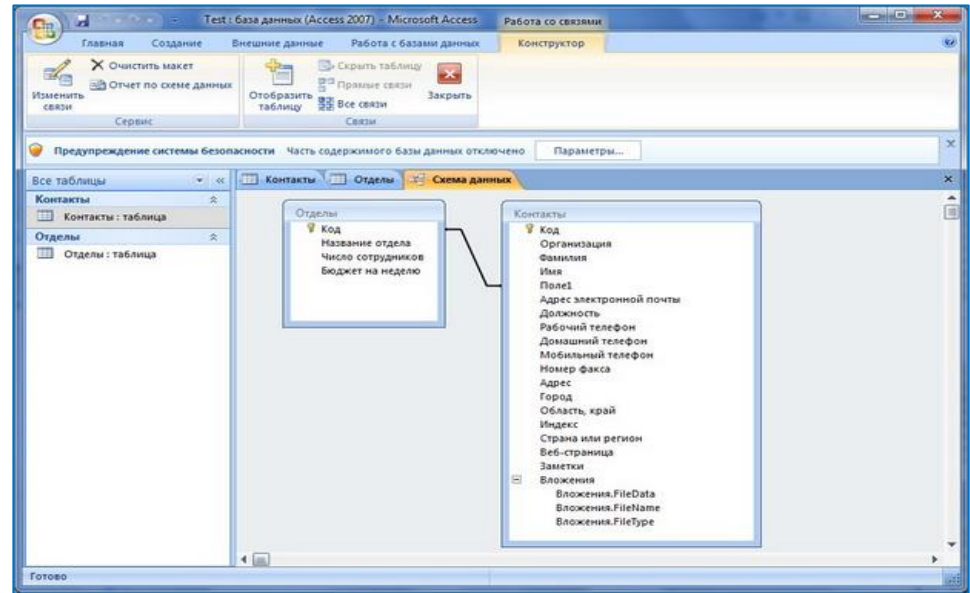 Test : база данных (Access 2007) - Microsoft Access
Работа со связями
Главная
Создание
Внешние данные
Работа с базами данных
Конструктор
Изменить связи
Очистить макет
Отчет по схеме данных
Сервис
Отобразить таблицу
Скрыть таблицу
Прямые связи
Все связи
Закрыть
Связи
Предупреждение системы безопасности Часть содержимого базы данных отключено Параметры...
Все таблицы
Контакты
Контакты : таблица
Отделы
Отделы : таблица
Контакты
Отделы
Схема данных
Отделы
Код
Название отдела
Число сотрудников
Бюджет на неделю
Контакты
Код
Организация
Фамилия
Имя
Поле1
Адрес электронной почты
Должность
Рабочий телефон
Домашний телефон
Мобильный телефон
Номер факса
Адрес
Город
Область, край
Индекс
Страна или регион
Веб-страница
Заметки
Вложения
Вложения.FileData
Вложения.FileName
Вложения.FileType
Готово